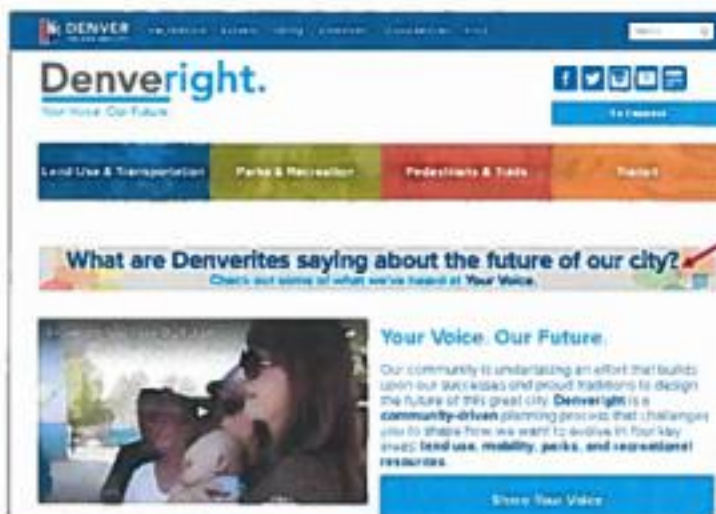 DENVER
Denveright.
Your Voice. Our Future.
Land Use & Transportation
Parks & Recreation
Pedestrians & Trails
Transit
What are Denverites saying about the future of our city?
Check out some of what we've heard at Your Voice.
Your Voice. Our Future.
Our community is undertaking an effort that builds
upon our successes and proud traditions to design
the future of this great city. Denveright is a
community-driven planning process that challenges
you to shape how we want to evolve in four key
areas: land use, mobility, parks, and recreational
resources.
Share Your Voice